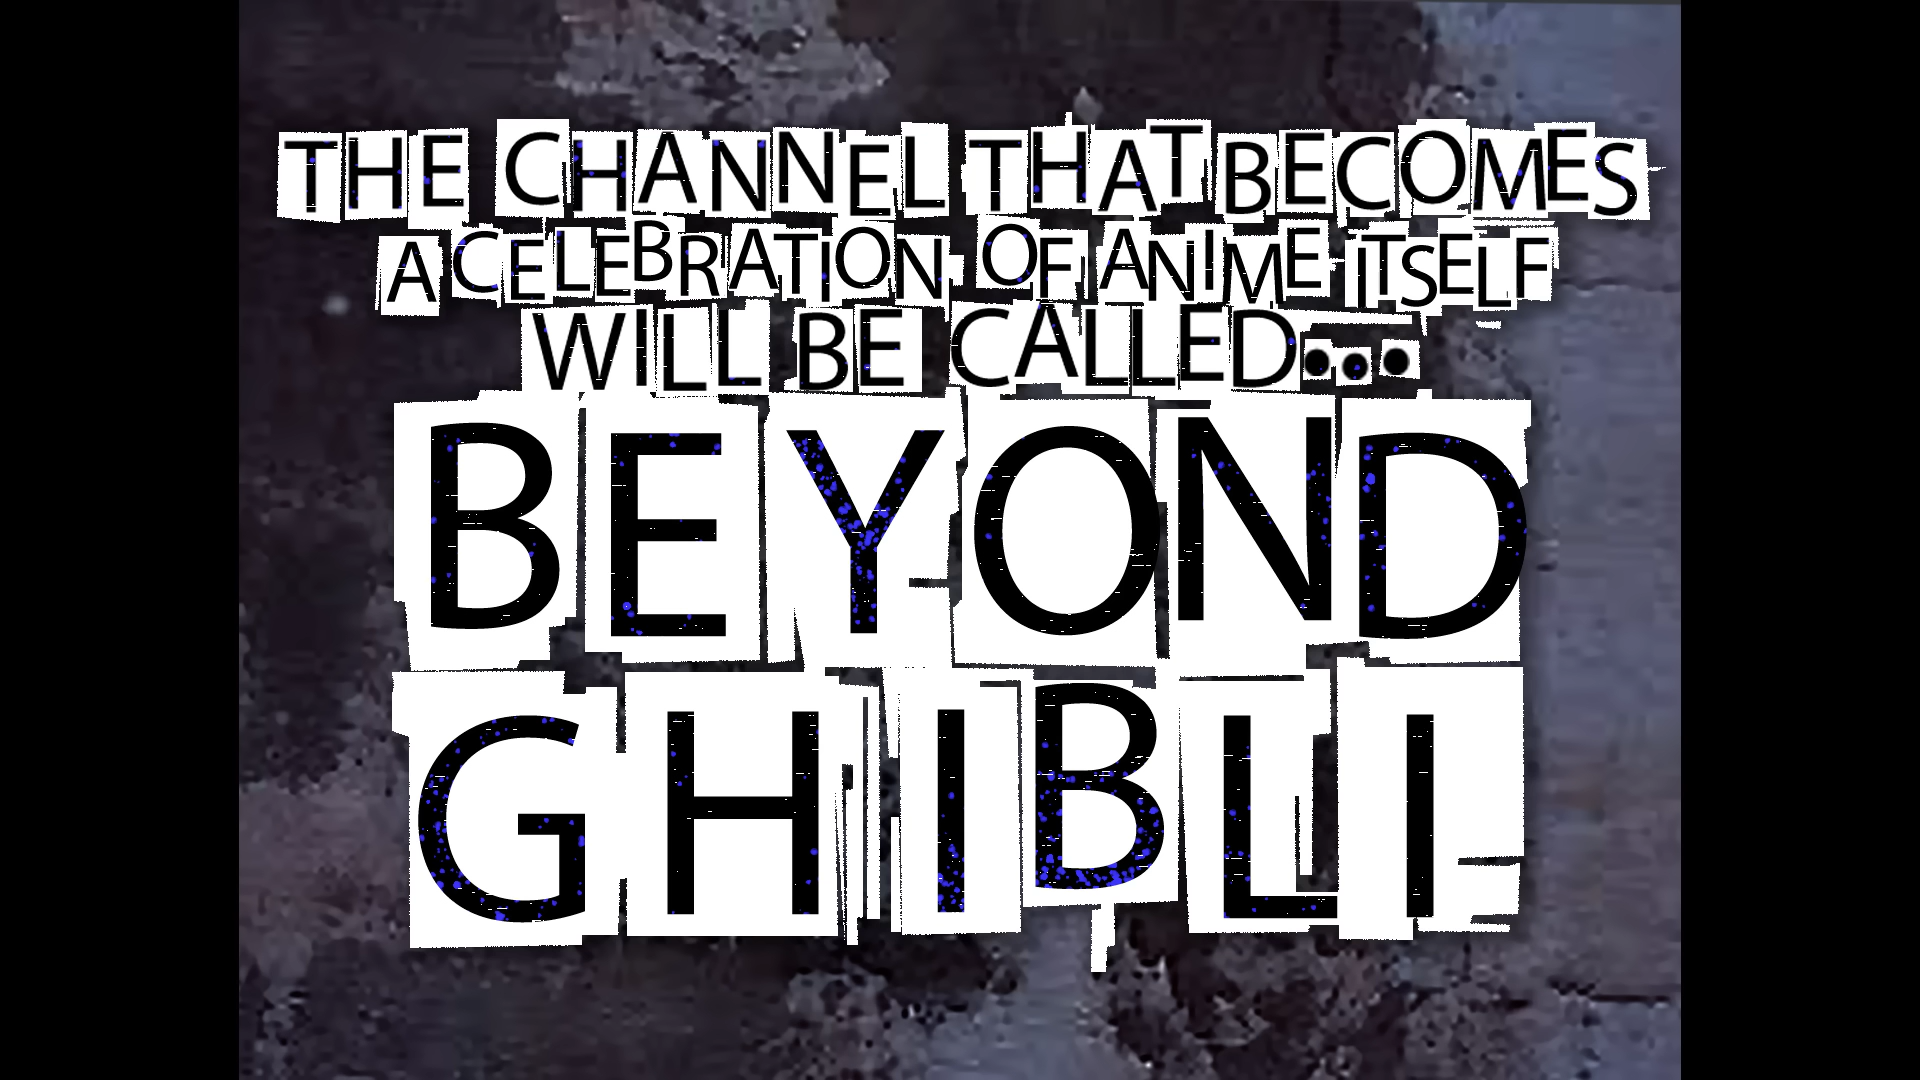 THE CHANNEL THAT BECOMES
A CELEBRATION OF ANIME ITSELF
WILL BE CALLED...
BEYOND
GHIBLI